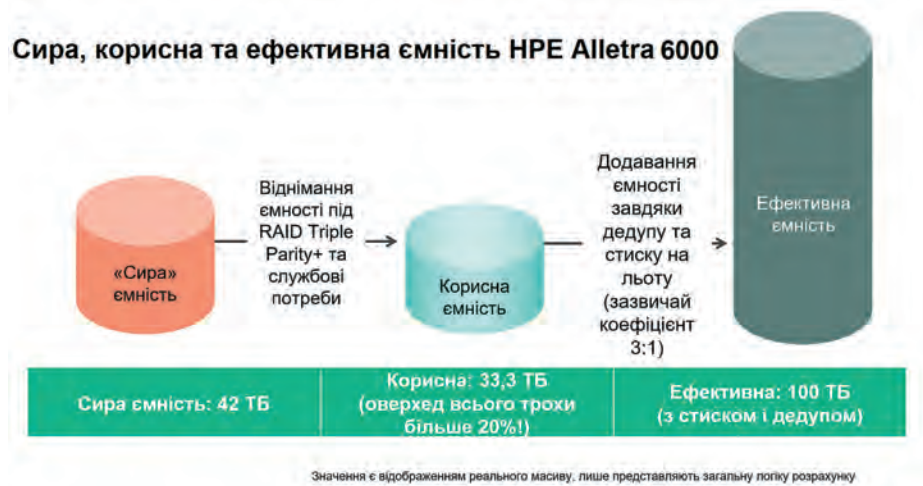 Сира, корисна та ефективна ємність HPE Alletra 6000
«Сира»
ємність
Віднімання
ємності під
RAID Triple
Parity+ та
службові
потреби
Корисна
ємність
Додавання
ємності
завдяки
дедупу та
стиску на
льоту
(зазвичай
коефіцієнт
3:1)
Ефективна
ємність
Сира ємність: 42 ТБ
Корисна: 33,3 ТБ
(оверхед всього трохи
більше 20%!)
Ефективна: 100 ТБ
(з стиском і дедупом)
Значення є відображенням реального масиву, лише представляють загальну логіку розрахунку